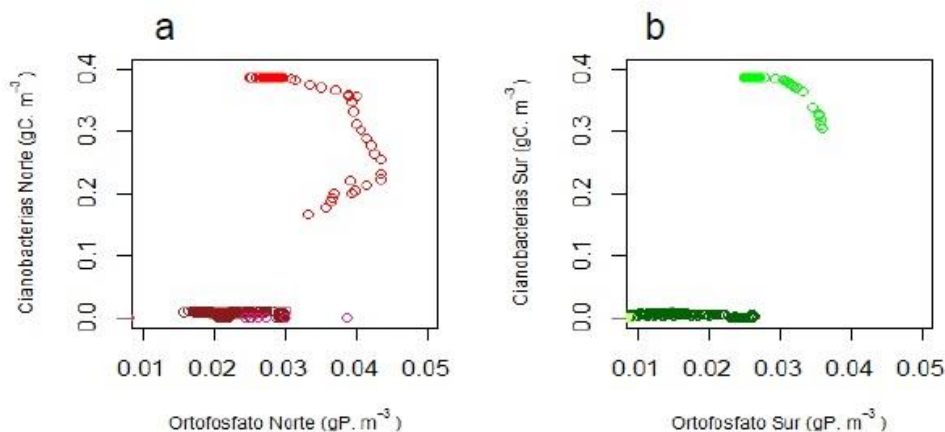 a
Cianobacterias Norte (gC. m⁻³)
0.4
0.3
0.2
0.1
0.0
0.01 0.02 0.03 0.04 0.05
Ortofosfato Norte (gP. m⁻³)
b
Cianobacterias Sur (gC. m⁻³)
0.4
0.3
0.2
0.1
0.0
0.01 0.02 0.03 0.04 0.05
Ortofosfato Sur (gP. m⁻³)